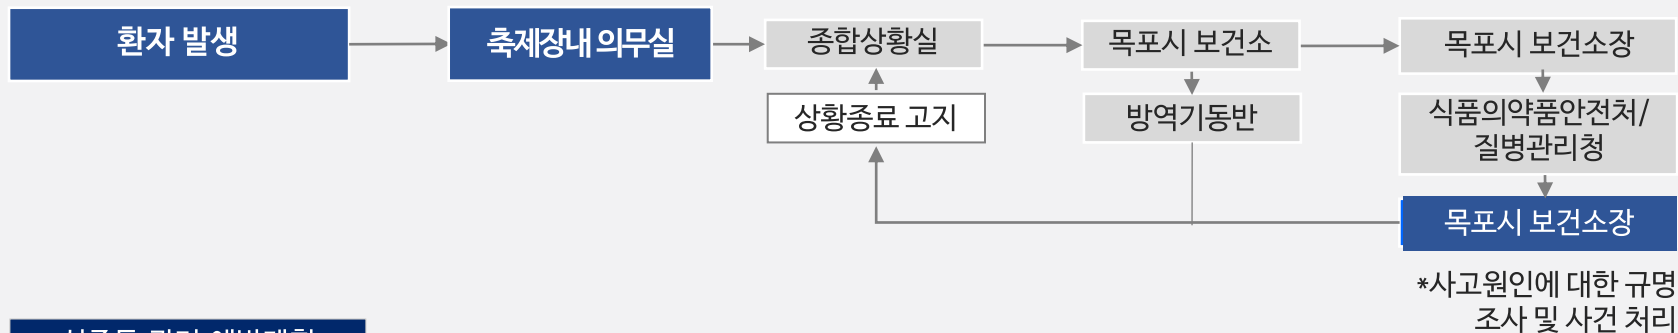 환자 발생
축제장내 의무실
종합상황실
목포시 보건소
목포시 보건소장
상황종료 고지
방역기동반
식품의약품안전처/
질병관리청
목포시 보건소장
*사고원인에 대한 규명
조사 및 사건 처리